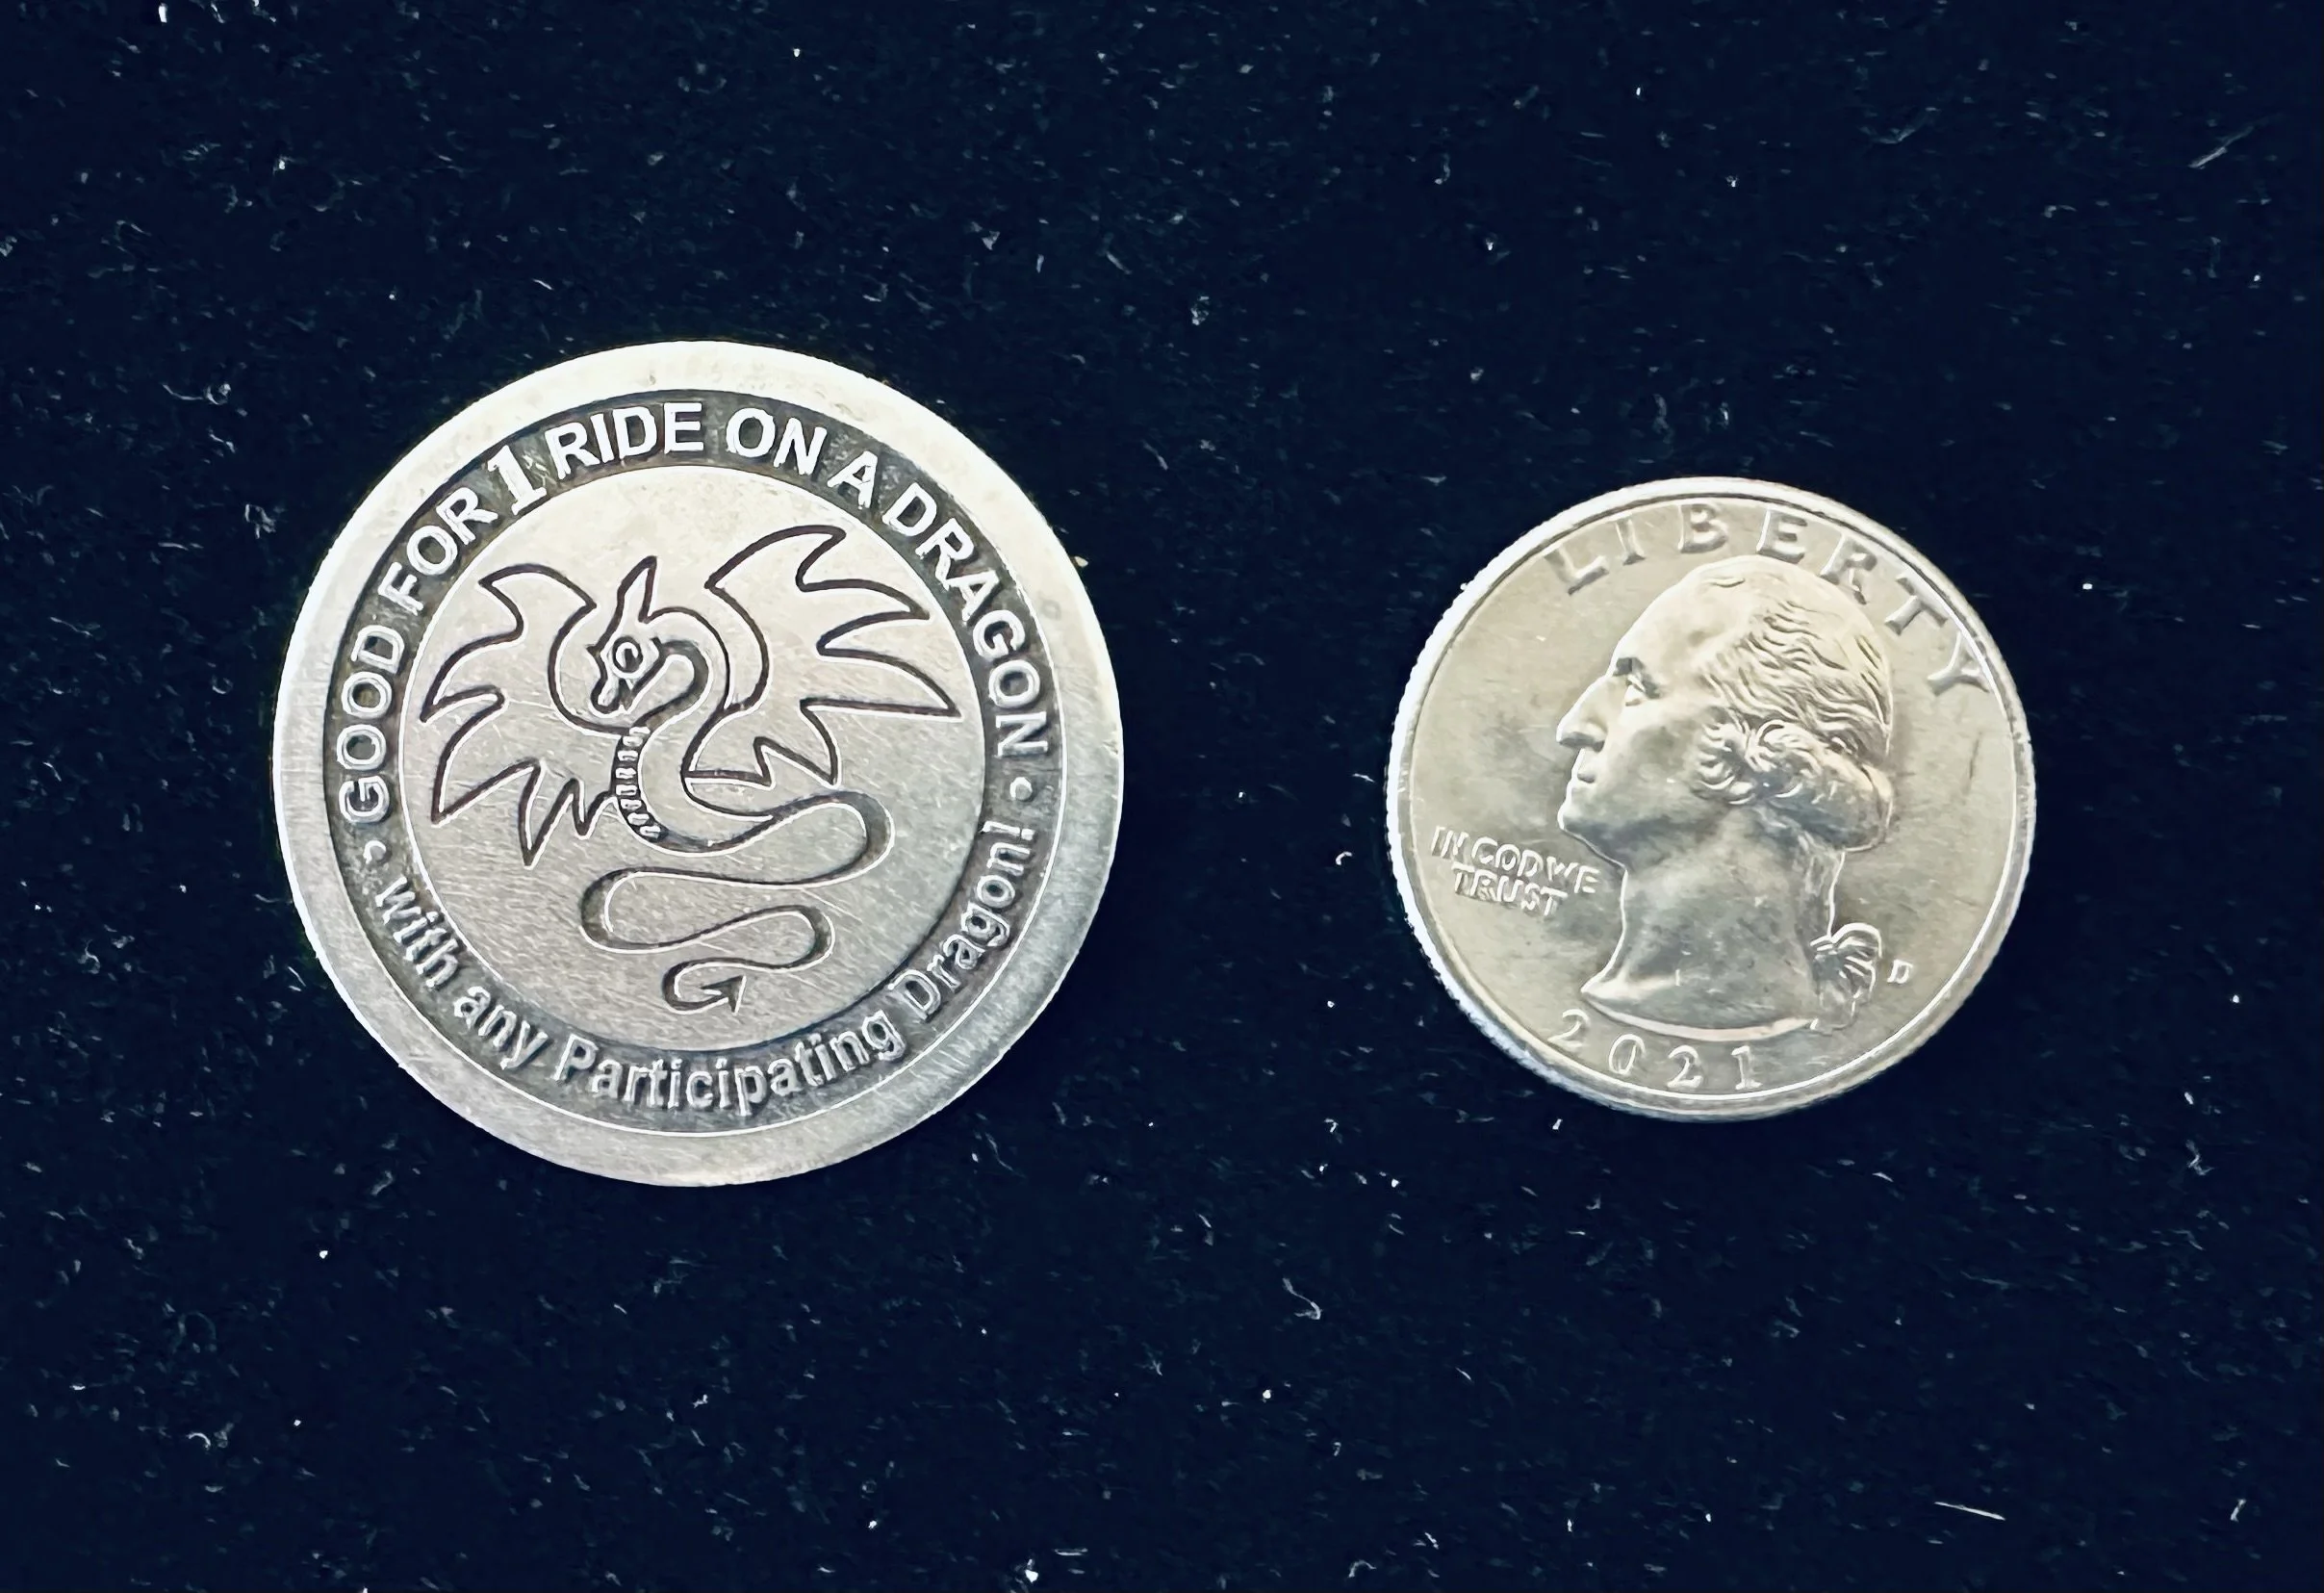 GOOD FOR 1 RIDE ON A DRAGON
with any Participating Dragon!
LIBERTY
IN GOD WE
TRUST
D
2021